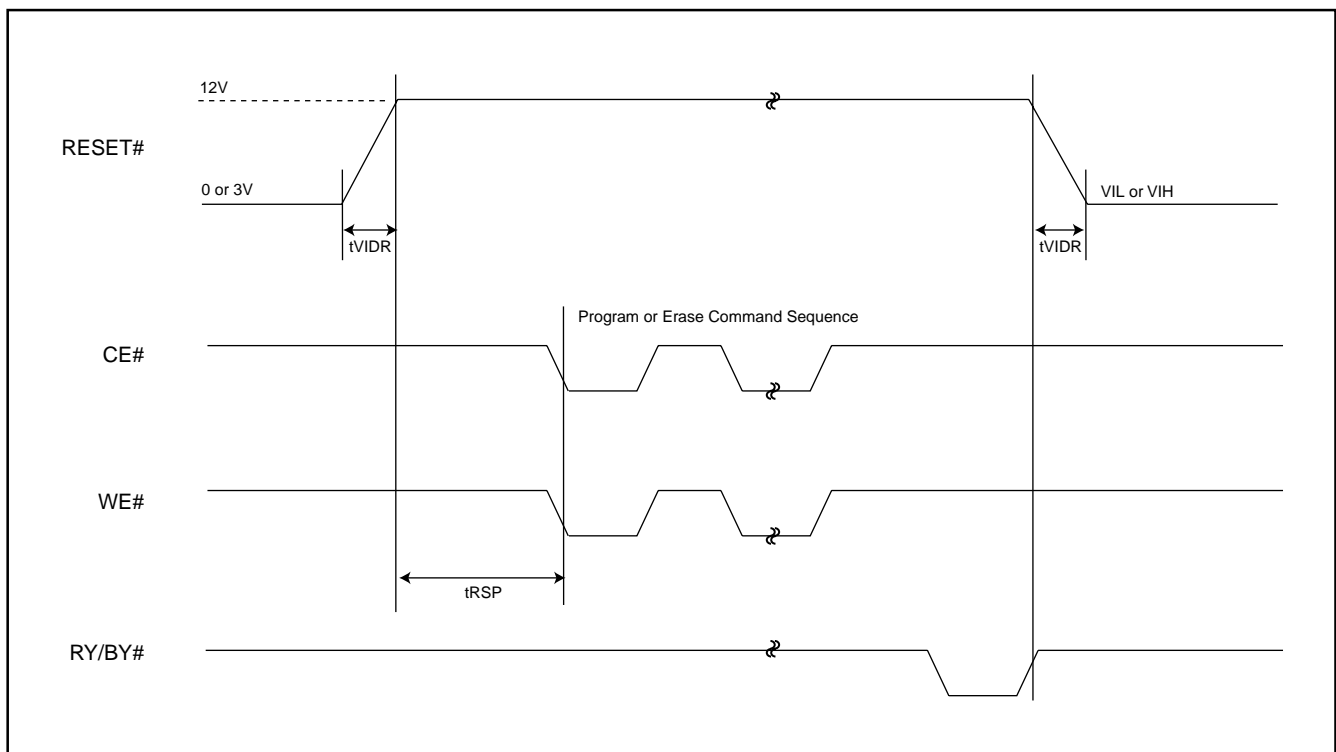 12V
RESET#
0 or 3V
VIL or VIH
tVIDR
tVIDR
Program or Erase Command Sequence
CE#
WE#
tRSP
RY/BY#